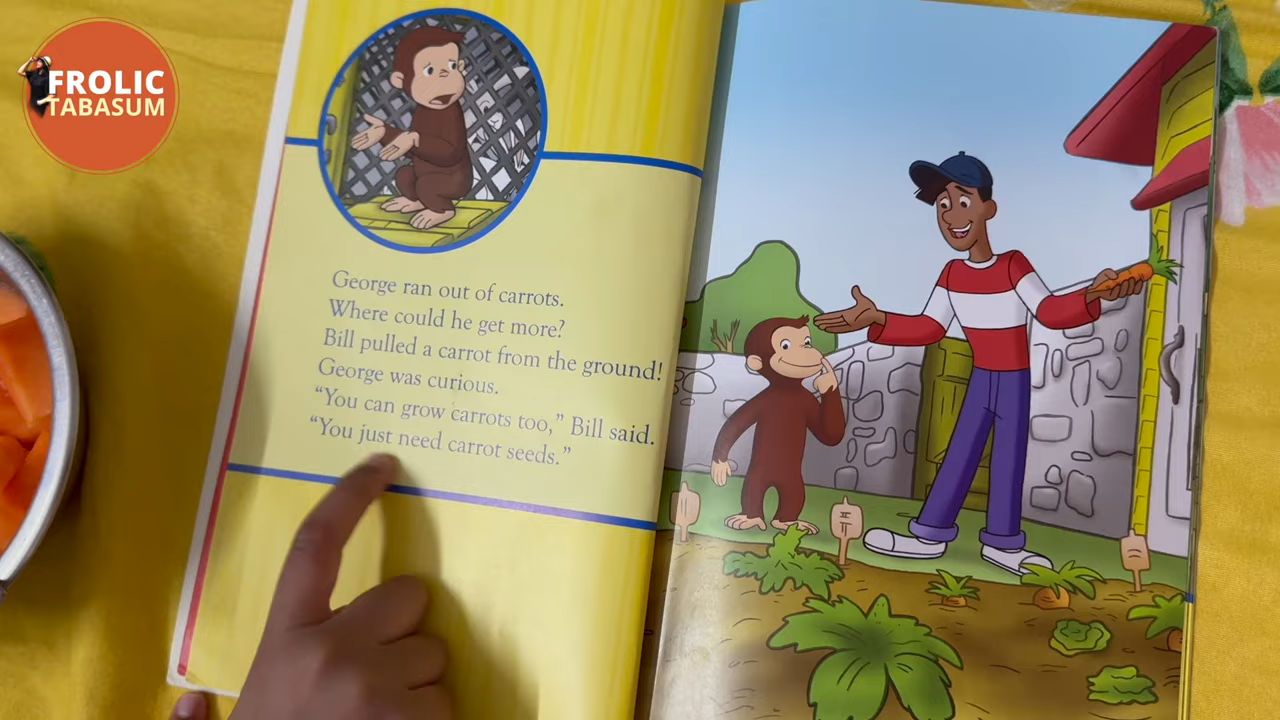 FROLIC
TABASUM
George ran out of carrots.
Where could he get more?
Bill pulled a carrot from the ground!
George was curious.
“You can grow carrots too,” Bill said.
“You just need carrot seeds.”